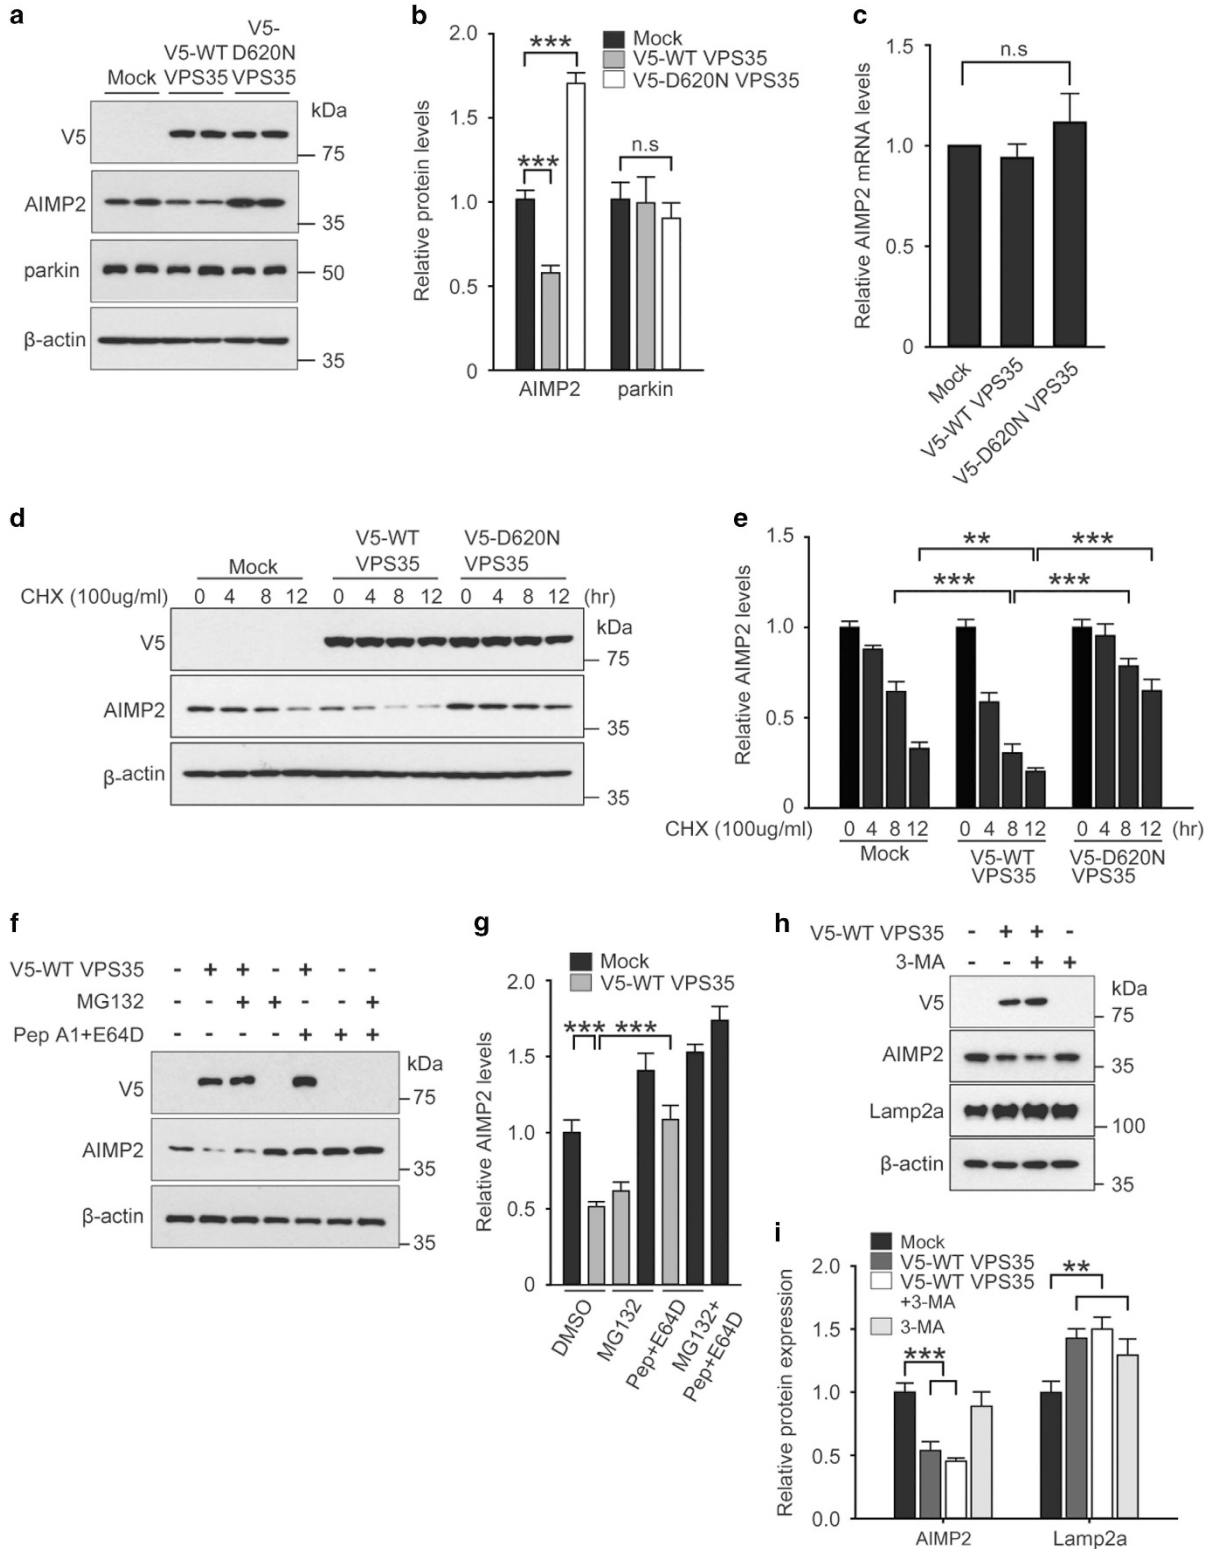 a
V5-
V5-WT D620N
Mock VPS35 VPS35
kDa
V5
75
AIMP2
35
parkin
50
β-actin
35
b
Mock
V5-WT VPS35
V5-D620N VPS35
Relative protein levels
2.0
1.5
1.0
0.5
0
***
***
n.s
AIMP2 parkin
c
Relative AIMP2 mRNA levels
1.5
1.0
0.5
0
n.s
Mock
V5-WT VPS35
V5-D620N VPS35
d
V5-WT V5-D620N
Mock VPS35 VPS35
CHX (100ug/ml) 0 4 8 12 0 4 8 12 0 4 8 12 (hr)
kDa
V5
75
AIMP2
35
β-actin
35
e
Relative AIMP2 levels
1.5
1.0
0.5
0
** ***
*** ***
CHX (100ug/ml) 0 4 8 12 0 4 8 12 0 4 8 12 (hr)
Mock V5-WT V5-D620N
VPS35 VPS35
f
V5-WT VPS35 - + + - + - -
MG132 - - + + - - +
Pep A1+E64D - - - - + + +
kDa
V5
75
AIMP2
35
β-actin
35
g
Mock
V5-WT VPS35
Relative AIMP2 levels
2.0
1.5
1.0
0.5
0
*** ***
DMSO
MG132
Pep+E64D
MG132+
Pep+E64D
h
V5-WT VPS35 - + + -
3-MA - - + +
kDa
V5
75
AIMP2
35
Lamp2a
100
β-actin
35
i
Mock
V5-WT VPS35
V5-WT VPS35
+3-MA
3-MA
Relative protein expression
2.0
1.5
1.0
0.5
0.0
***
**
AIMP2 Lamp2a